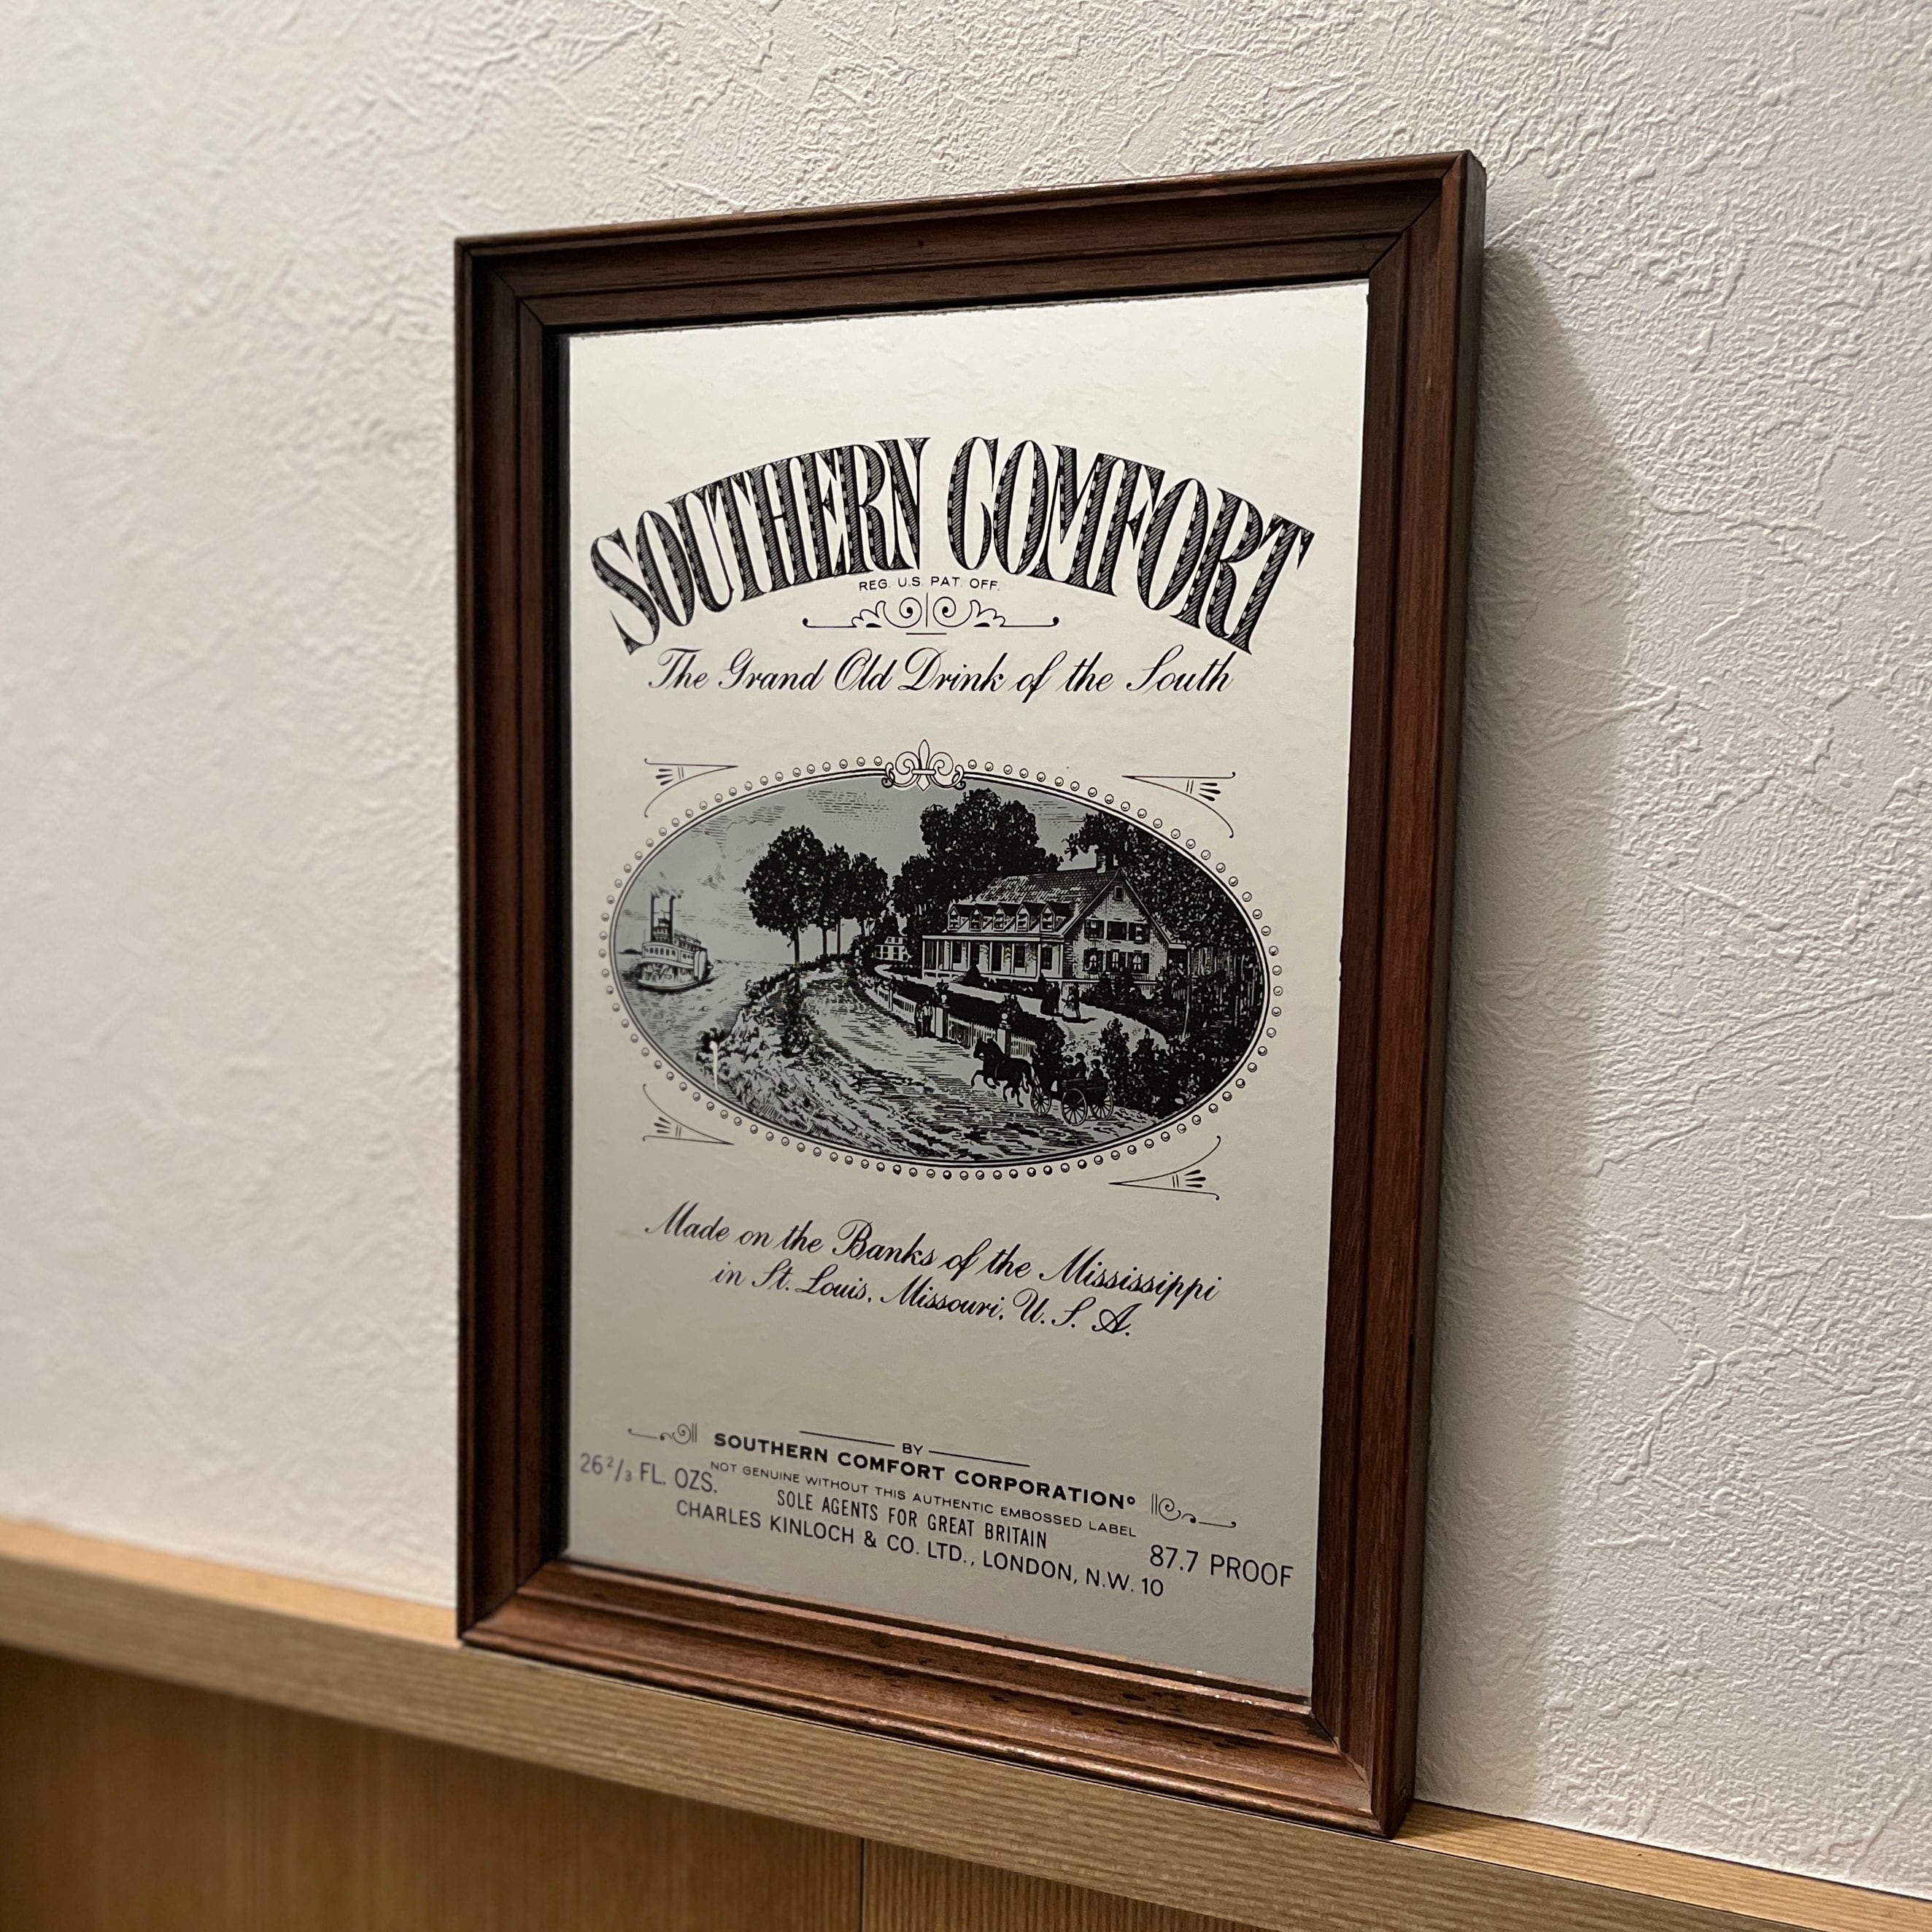 SOUTHERN COMFORT
REG. U.S. PAT. OFF.
The Grand Old Drink of the South
Made on the Banks of the Mississippi
in St. Louis, Missouri, U. S. A.
BY
SOUTHERN COMFORT CORPORATION®
26 2/3 FL. OZS.
NOT GENUINE WITHOUT THIS AUTHENTIC EMBOSSED LABEL
SOLE AGENTS FOR GREAT BRITAIN
CHARLES KINLOCH & CO. LTD., LONDON, N.W. 10
87.7 PROOF